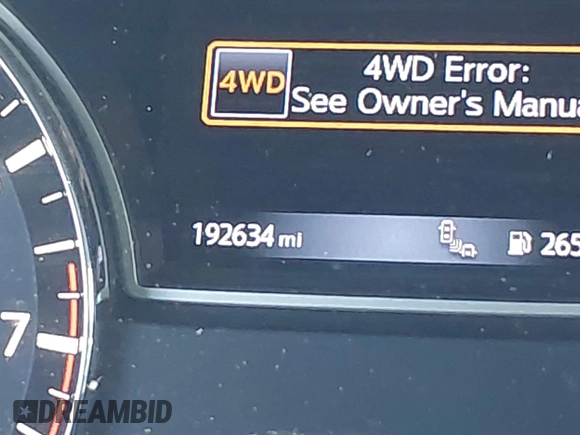 4WD
4WD Error:
See Owner's Manua
192634 mi
265
7
DREAMBID